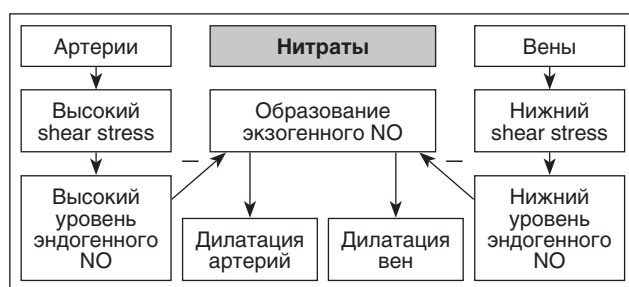 Артерии
Нитраты
Вены
Высокий
shear stress
Образование
экзогенного NO
Нижний
shear stress
–
–
Высокий
уровень
эндогенного
NO
Дилатация
артерий
Дилатация
вен
Нижний
уровень
эндогенного
NO